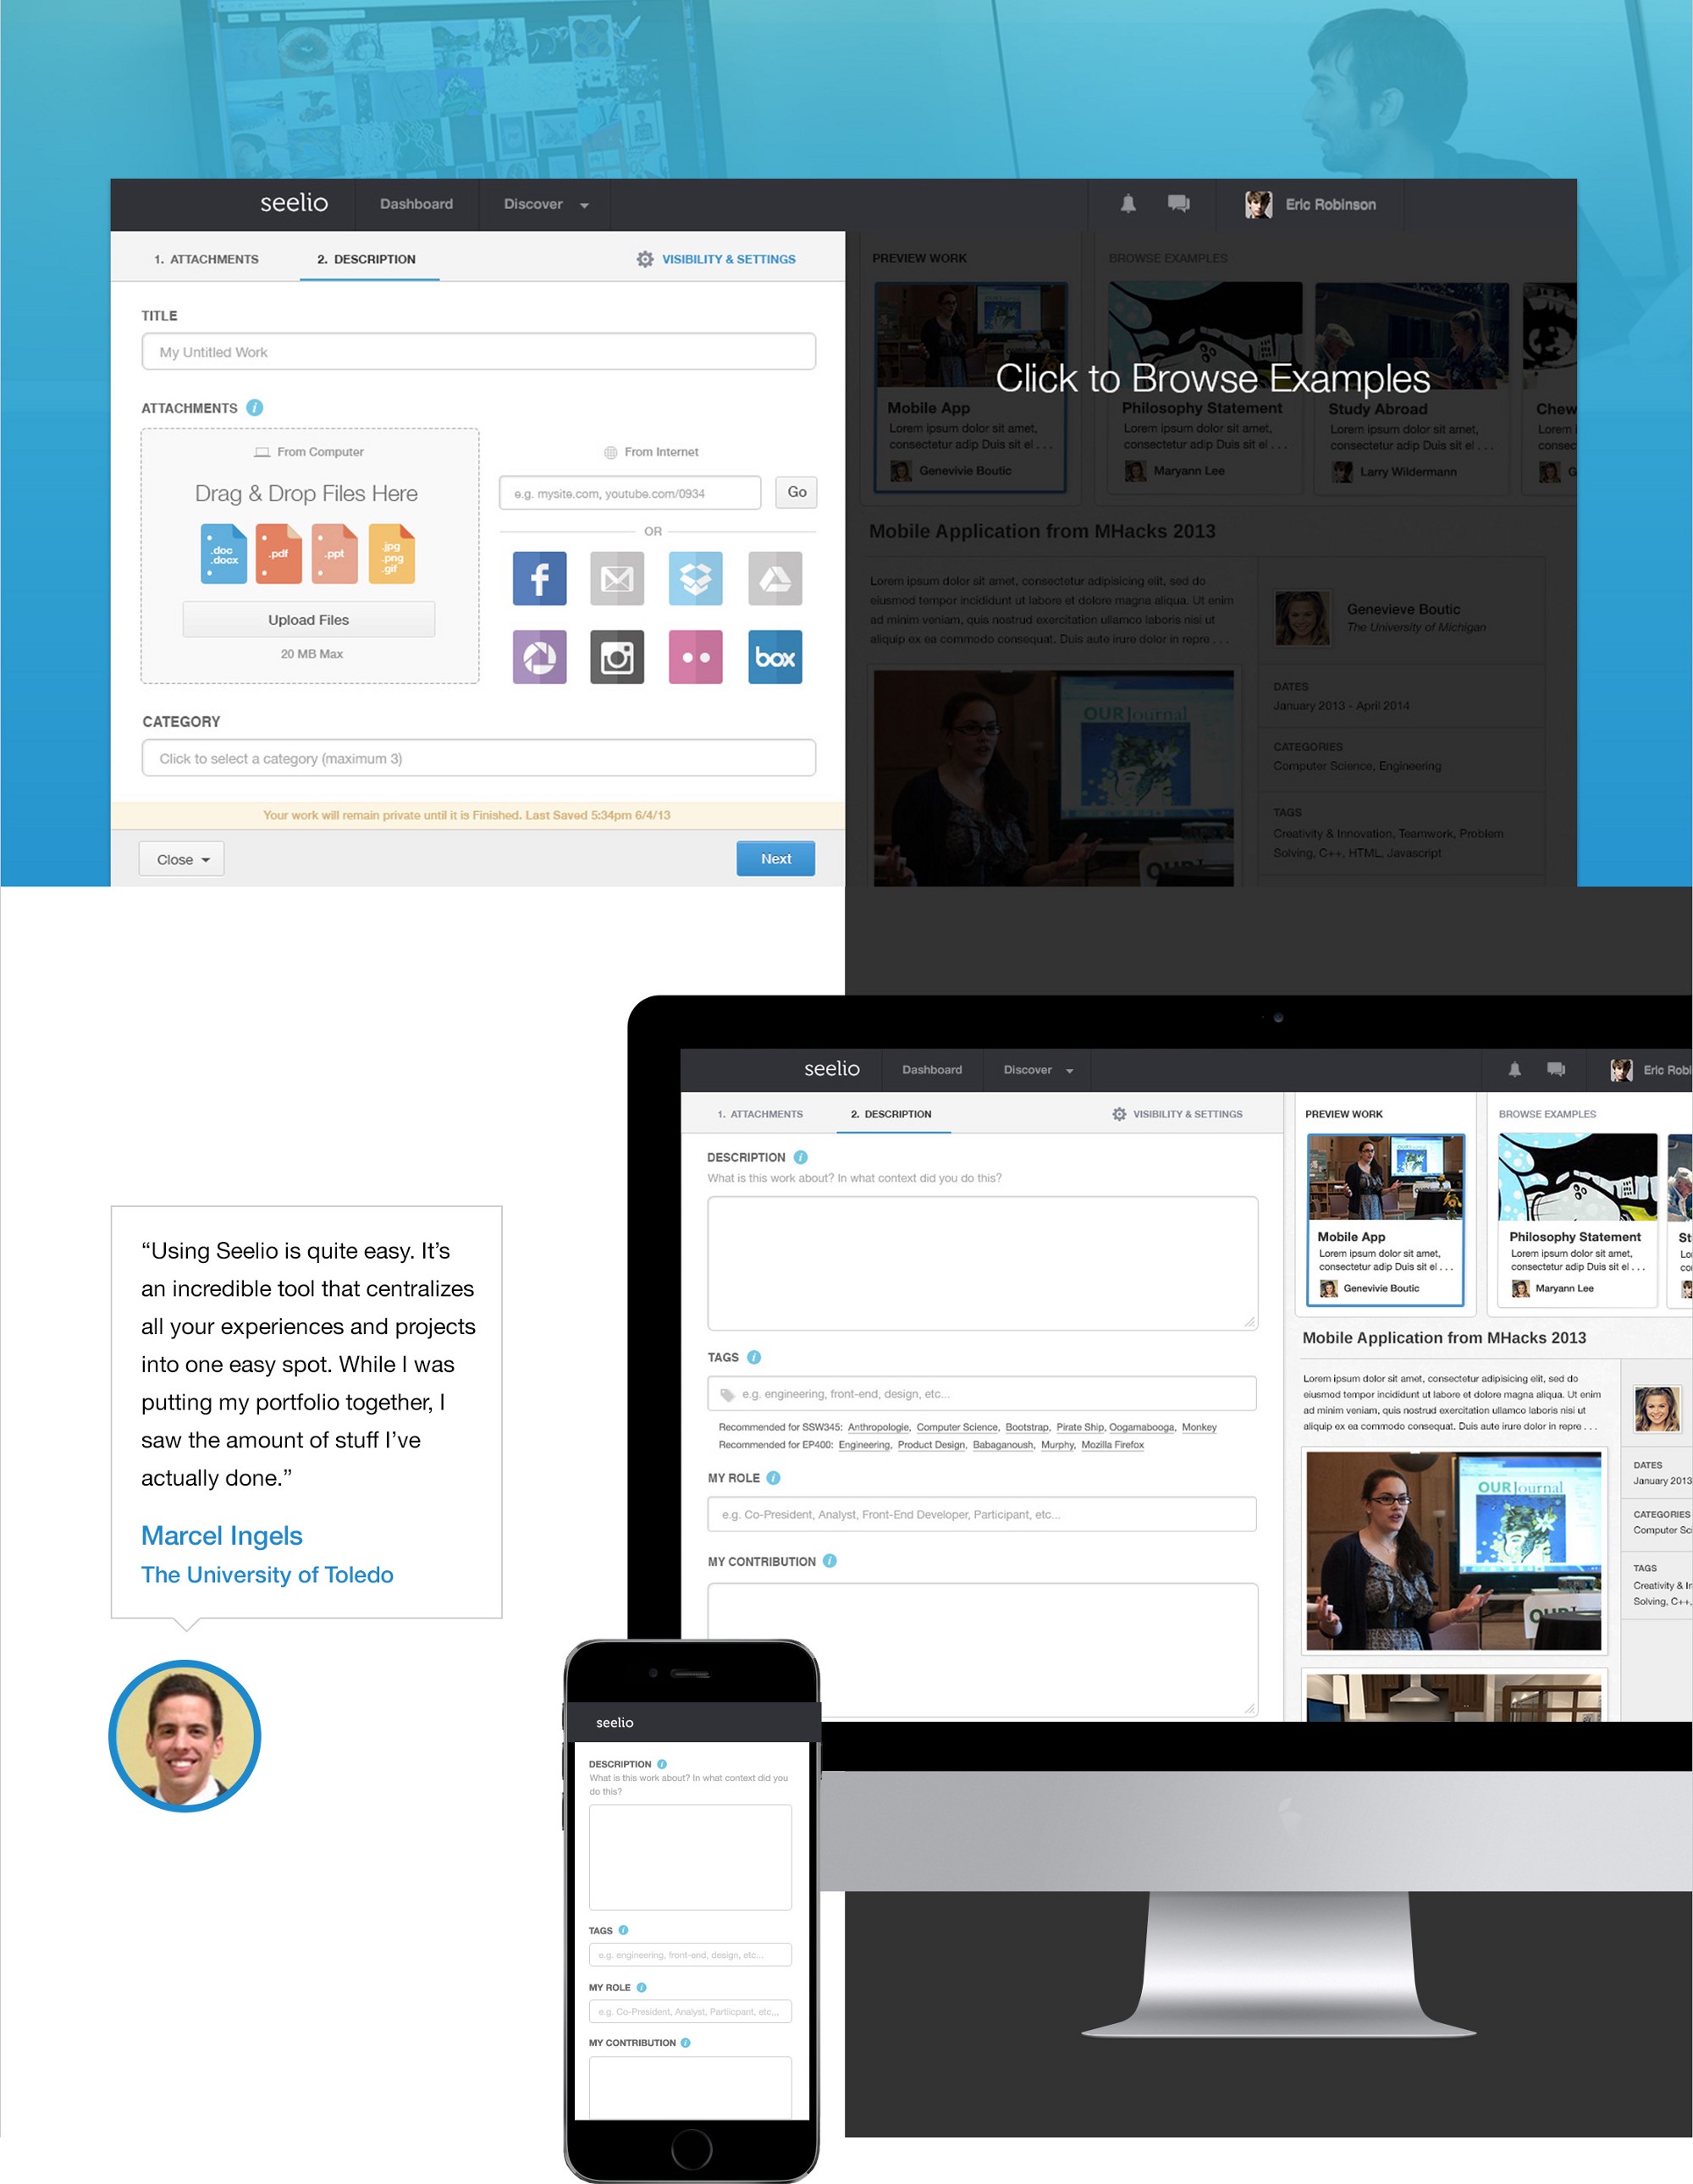 seelio
Dashboard
Discover
Eric Robinson
1. ATTACHMENTS
2. DESCRIPTION
VISIBILITY & SETTINGS
TITLE
My Untitled Work
ATTACHMENTS
From Computer
Drag & Drop Files Here
.doc
.docx
.pdf
.ppt
.jpg
.png
.gif
Upload Files
20 MB Max
From Internet
e.g. mysite.com, youtube.com/0934
Go
OR
box
CATEGORY
Click to select a category (maximum 3)
Your work will remain private until it is Finished. Last Saved 5:34pm 6/4/13
Close
Next
PREVIEW WORK
BROWSE EXAMPLES
Click to Browse Examples
Mobile App
Lorem ipsum dolor sit amet,
consectetur adip Duis sit el . . .
Genevivie Boutic
Philosophy Statement
Lorem ipsum dolor sit amet,
consectetur adip Duis sit el . . .
Maryann Lee
Study Abroad
Lorem ipsum dolor sit amet,
consectetur adip Duis sit el . . .
Larry Wildermann
Chew
Lorem i
consec
G
Mobile Application from MHacks 2013
Lorem ipsum dolor sit amet, consectetur adipisicing elit, sed do
eiusmod tempor incididunt ut labore et dolore magna aliqua. Ut enim
ad minim veniam, quis nostrud exercitation ullamco laboris nisi ut
aliquip ex ea commodo consequat. Duis aute irure dolor in repre . . .
OURJournal
OU
Genevieve Boutic
The University of Michigan
DATES
January 2013 - April 2014
CATEGORIES
Computer Science, Engineering
TAGS
Creativity & Innovation, Teamwork, Problem
Solving, C++, HTML, Javascript
“Using Seelio is quite easy. It’s
an incredible tool that centralizes
all your experiences and projects
into one easy spot. While I was
putting my portfolio together, I
saw the amount of stuff I’ve
actually done.”
Marcel Ingels
The University of Toledo
seelio
Dashboard
Discover
Eric Robi
1. ATTACHMENTS
2. DESCRIPTION
VISIBILITY & SETTINGS
DESCRIPTION
What is this work about? In what context did you do this?
TAGS
e.g. engineering, front-end, design, etc...
Recommended for SSW345: Anthropologie, Computer Science, Bootstrap, Pirate Ship, Oogamabooga, Monkey
Recommended for EP400: Engineering, Product Design, Babaganoush, Murphy, Mozilla Firefox
MY ROLE
e.g. Co-President, Analyst, Front-End Developer, Participant, etc...
MY CONTRIBUTION
PREVIEW WORK
BROWSE EXAMPLES
Mobile App
Lorem ipsum dolor sit amet,
consectetur adip Duis sit el . . .
Genevivie Boutic
Philosophy Statement
Lorem ipsum dolor sit amet,
consectetur adip Duis sit el . . .
Maryann Lee
St
Lo
co
Mobile Application from MHacks 2013
Lorem ipsum dolor sit amet, consectetur adipisicing elit, sed do
eiusmod tempor incididunt ut labore et dolore magna aliqua. Ut enim
ad minim veniam, quis nostrud exercitation ullamco laboris nisi ut
aliquip ex ea commodo consequat. Duis aute irure dolor in repre . . .
OURJournal
DATES
January 2013
CATEGORIES
Computer Sc
TAGS
Creativity & In
Solving, C++,
seelio
DESCRIPTION
What is this work about? In what context did you
do this?
TAGS
e.g. engineering, front-end, design, etc...
MY ROLE
e.g. Co-President, Analyst, Particpant, etc...
MY CONTRIBUTION